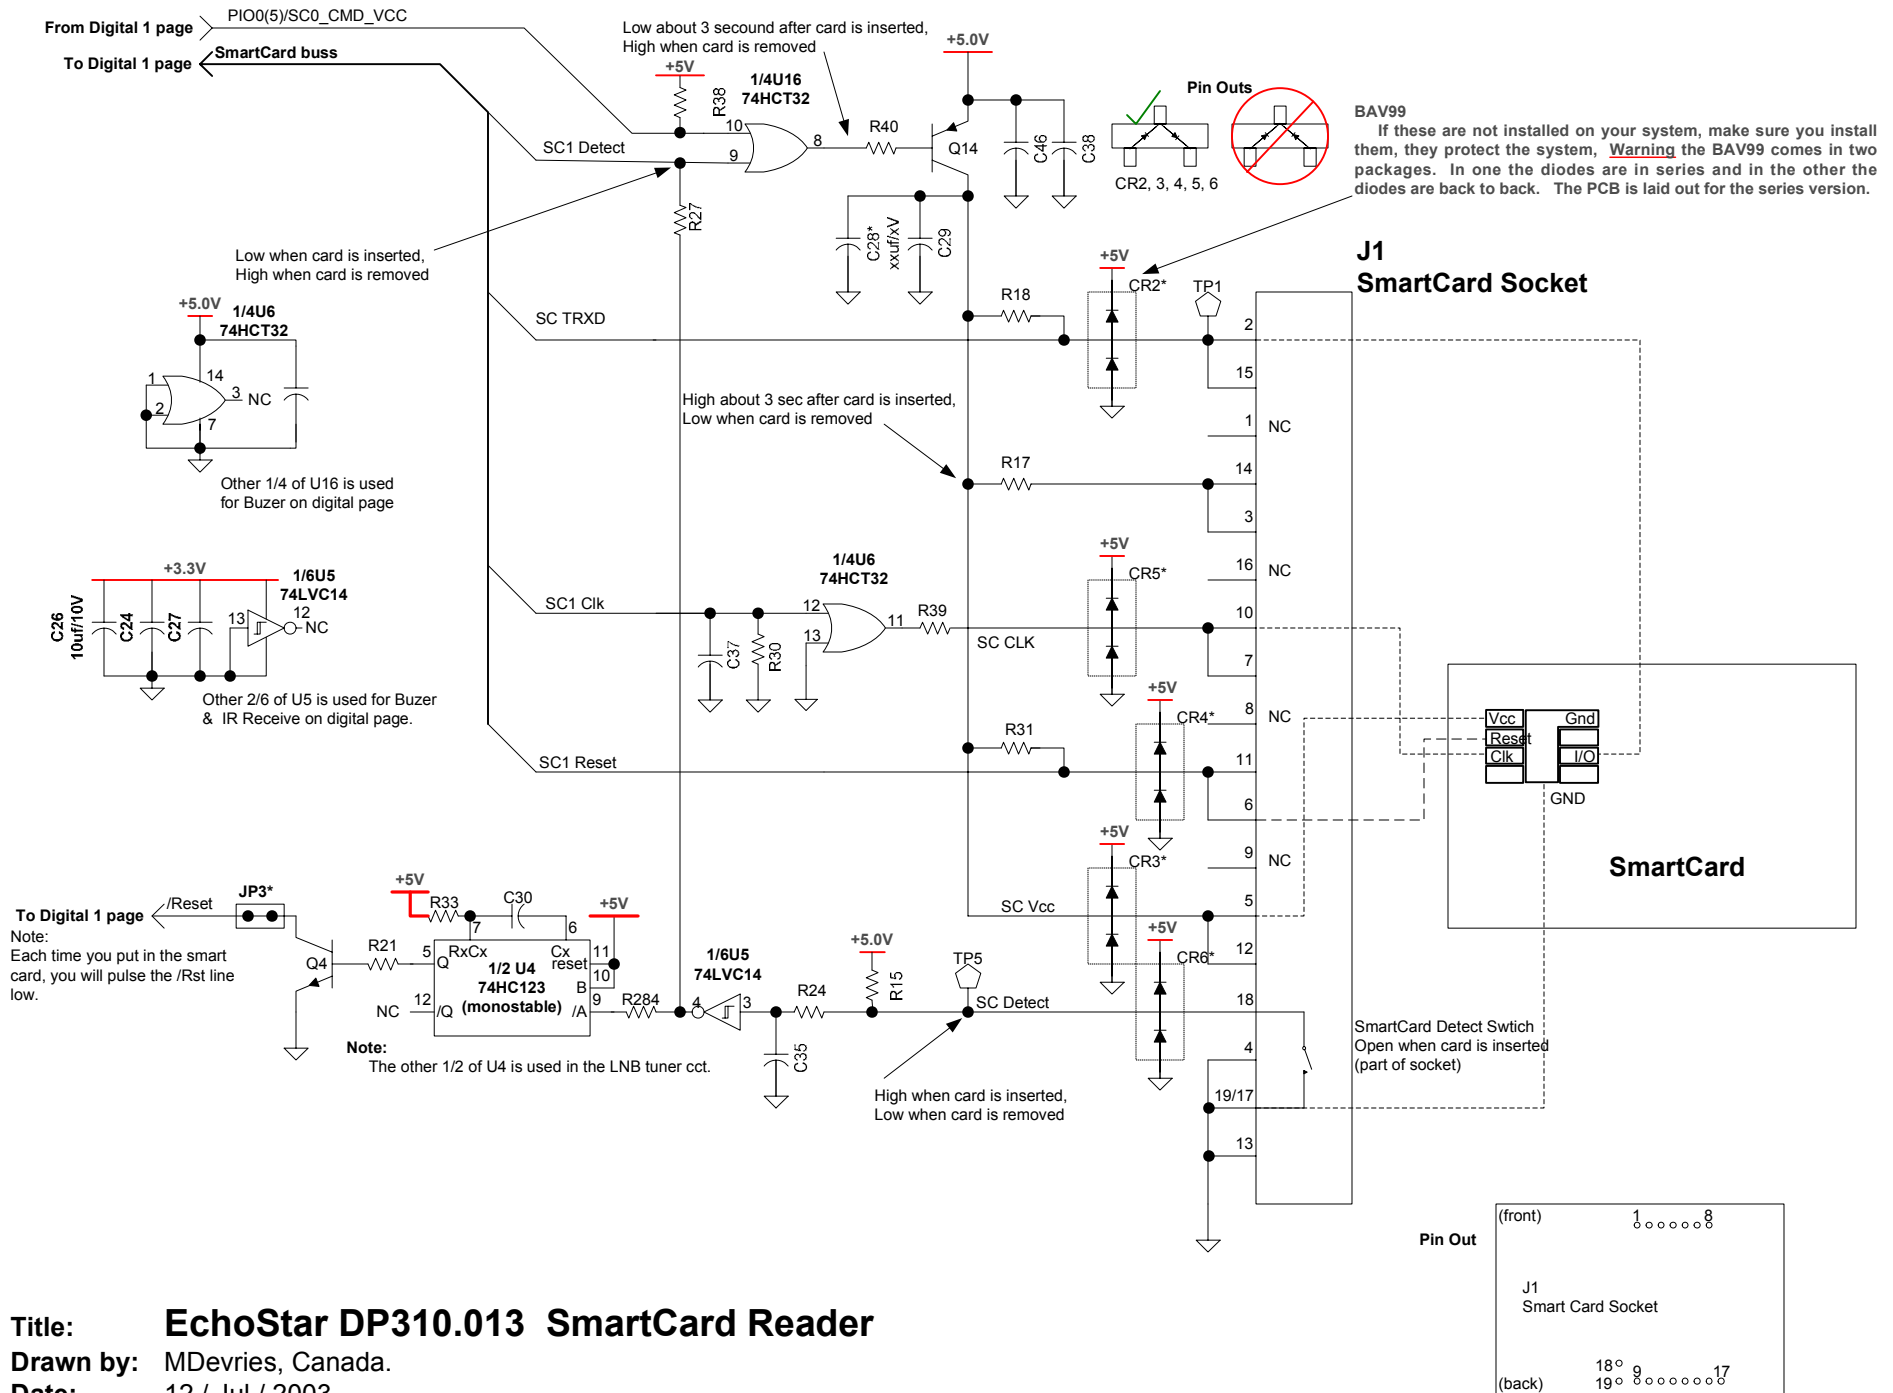 From Digital 1 page
PIO0(5)/SC0_CMD_VCC
To Digital 1 page
SmartCard buss
Low about 3 secound after card is inserted,
High when card is removed
+5V
R38
1/4U16
74HCT32
10
9
8
SC1 Detect
R40
+5.0V
Q14
C46
C38
R27
C28*
xxuf/xV
C29
Pin Outs
CR2, 3, 4, 5, 6
BAV99
If these are not installed on your system, make sure you install
them, they protect the system, Warning the BAV99 comes in two
packages. In one the diodes are in series and in the other the
diodes are back to back. The PCB is laid out for the series version.
Low when card is inserted,
High when card is removed
+5.0V
1/4U6
74HCT32
1
2
14
3
NC
7
Other 1/4 of U16 is used
for Buzer on digital page
J1
SmartCard Socket
+5V
CR2*
TP1
R18
SC TRXD
2
15
1
NC
High about 3 sec after card is inserted,
Low when card is removed
R17
14
3
16
NC
+3.3V
1/6U5
74LVC14
C26
10uf/10V
C24
C27
13
12
NC
Other 2/6 of U5 is used for Buzer
& IR Receive on digital page.
SC1 Clk
C37
R30
1/4U6
74HCT32
12
13
11
R39
SC CLK
+5V
CR5*
10
7
+5V
CR4*
8
NC
R31
SC1 Reset
11
6
Vcc
Gnd
Reset
Clk
I/O
GND
SmartCard
+5V
CR3*
9
NC
SC Vcc
5
12
+5V
CR6*
To Digital 1 page
/Reset
JP3*
Note:
Each time you put in the smart
card, you will pulse the /Rst line
low.
Q4
R21
+5V
R33
C30
+5V
7
6
5
Q
RxCx
Cx
reset
11
10
B
9
/A
12
/Q
NC
1/2 U4
74HC123
(monostable)
R284
Note:
The other 1/2 of U4 is used in the LNB tuner cct.
1/6U5
74LVC14
4
3
C35
R24
+5.0V
R15
TP5
SC Detect
18
4
19/17
13
High when card is inserted,
Low when card is removed
SmartCard Detect Swtich
Open when card is inserted
(part of socket)
Pin Out
(front)
1
8
J1
Smart Card Socket
18
19
9
17
(back)
Title: EchoStar DP310.013 SmartCard Reader
Drawn by: MDevries, Canada.
Date: 12 / Jul / 2003